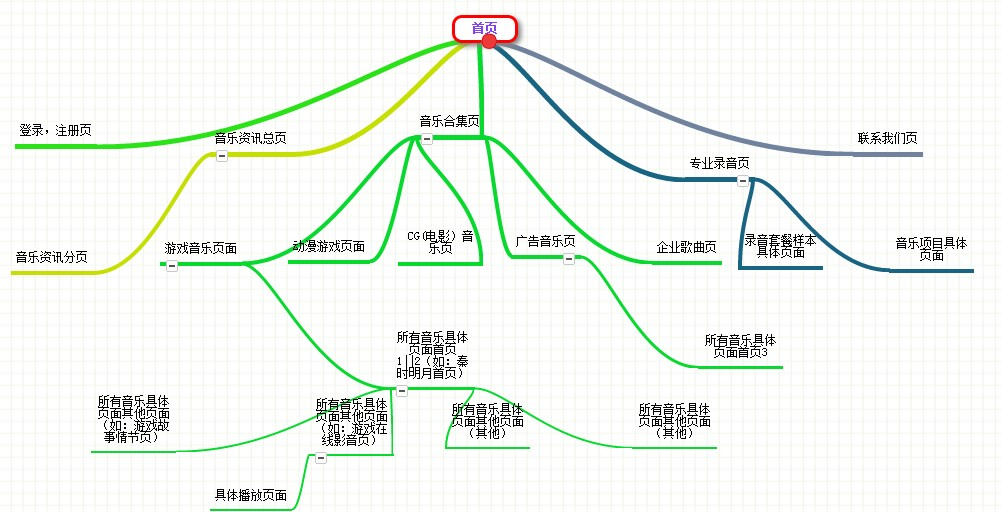 首页
登录，注册页
音乐资讯总页
音乐合集页
专业录音页
联系我们页
音乐资讯分页
游戏音乐页面
动漫游戏页面
CG(电影) 音
乐页
广告音乐页
企业歌曲页
录音套餐样本
具体页面
音乐项目具体
页面
所有音乐具体
页面首页
1||2（如：秦
时明月首页）
所有音乐具体
页面首页3
所有音乐具体
页面其他页面
（如：游戏故
事情节页）
所有音乐具体
页面其他页面
（如：游戏在
线影音页）
所有音乐具体
页面其他页面
（其他）
所有音乐具体
页面其他页面
（其他）
具体播放页面